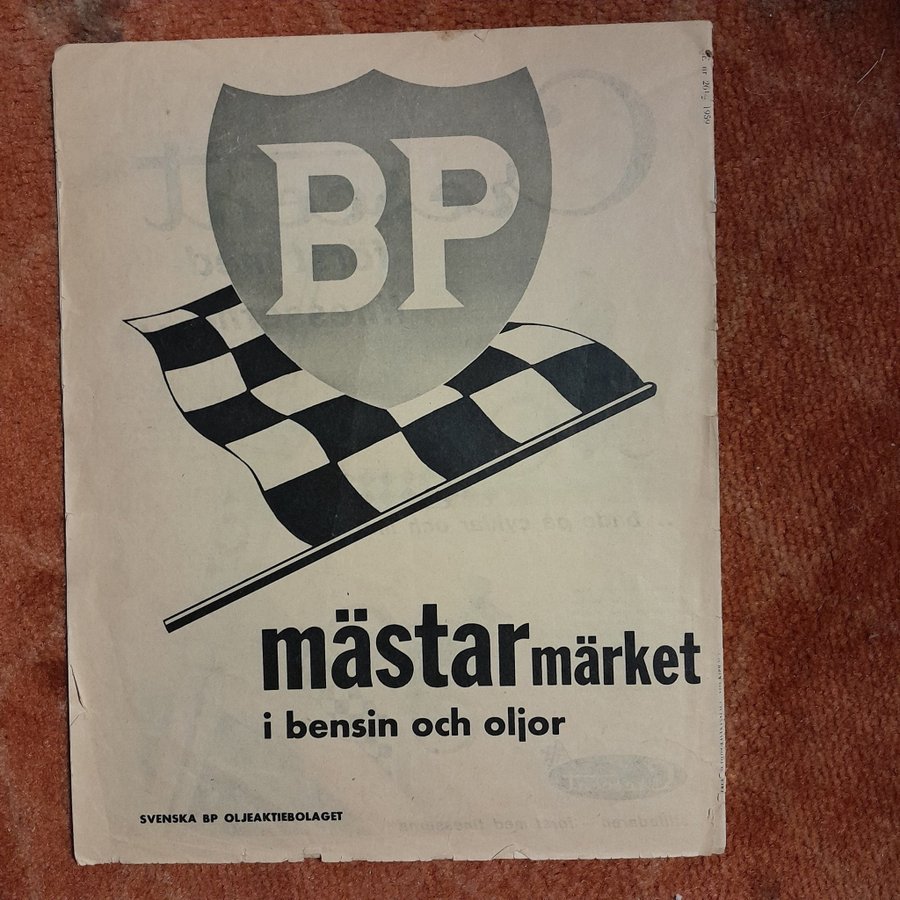 BP
mästarmärket
i bensin och oljor
SVENSKA BP OLJEAKTIEBOLAGET